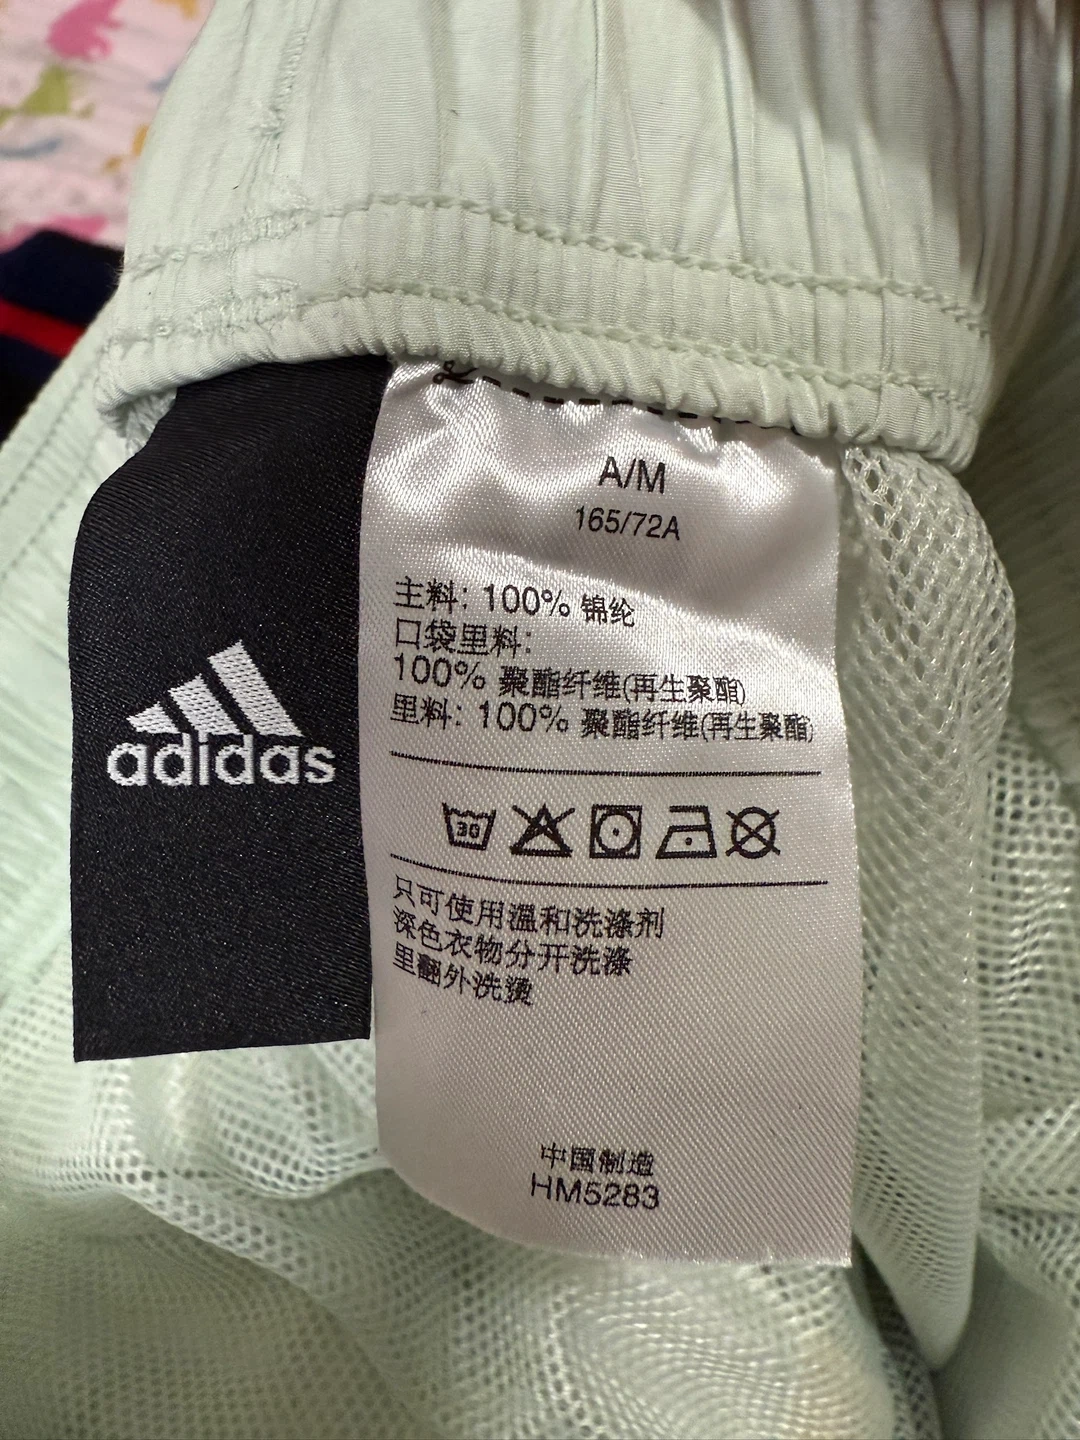 adidas
A/M
165/72A
主料: 100% 锦纶
口袋里料:
100% 聚酯纤维(再生聚酯)
里料: 100% 聚酯纤维(再生聚酯)
30
只可使用溫和洗涤剂
深色衣物分开洗涤
里翻外洗燙
中国制造
HM5283